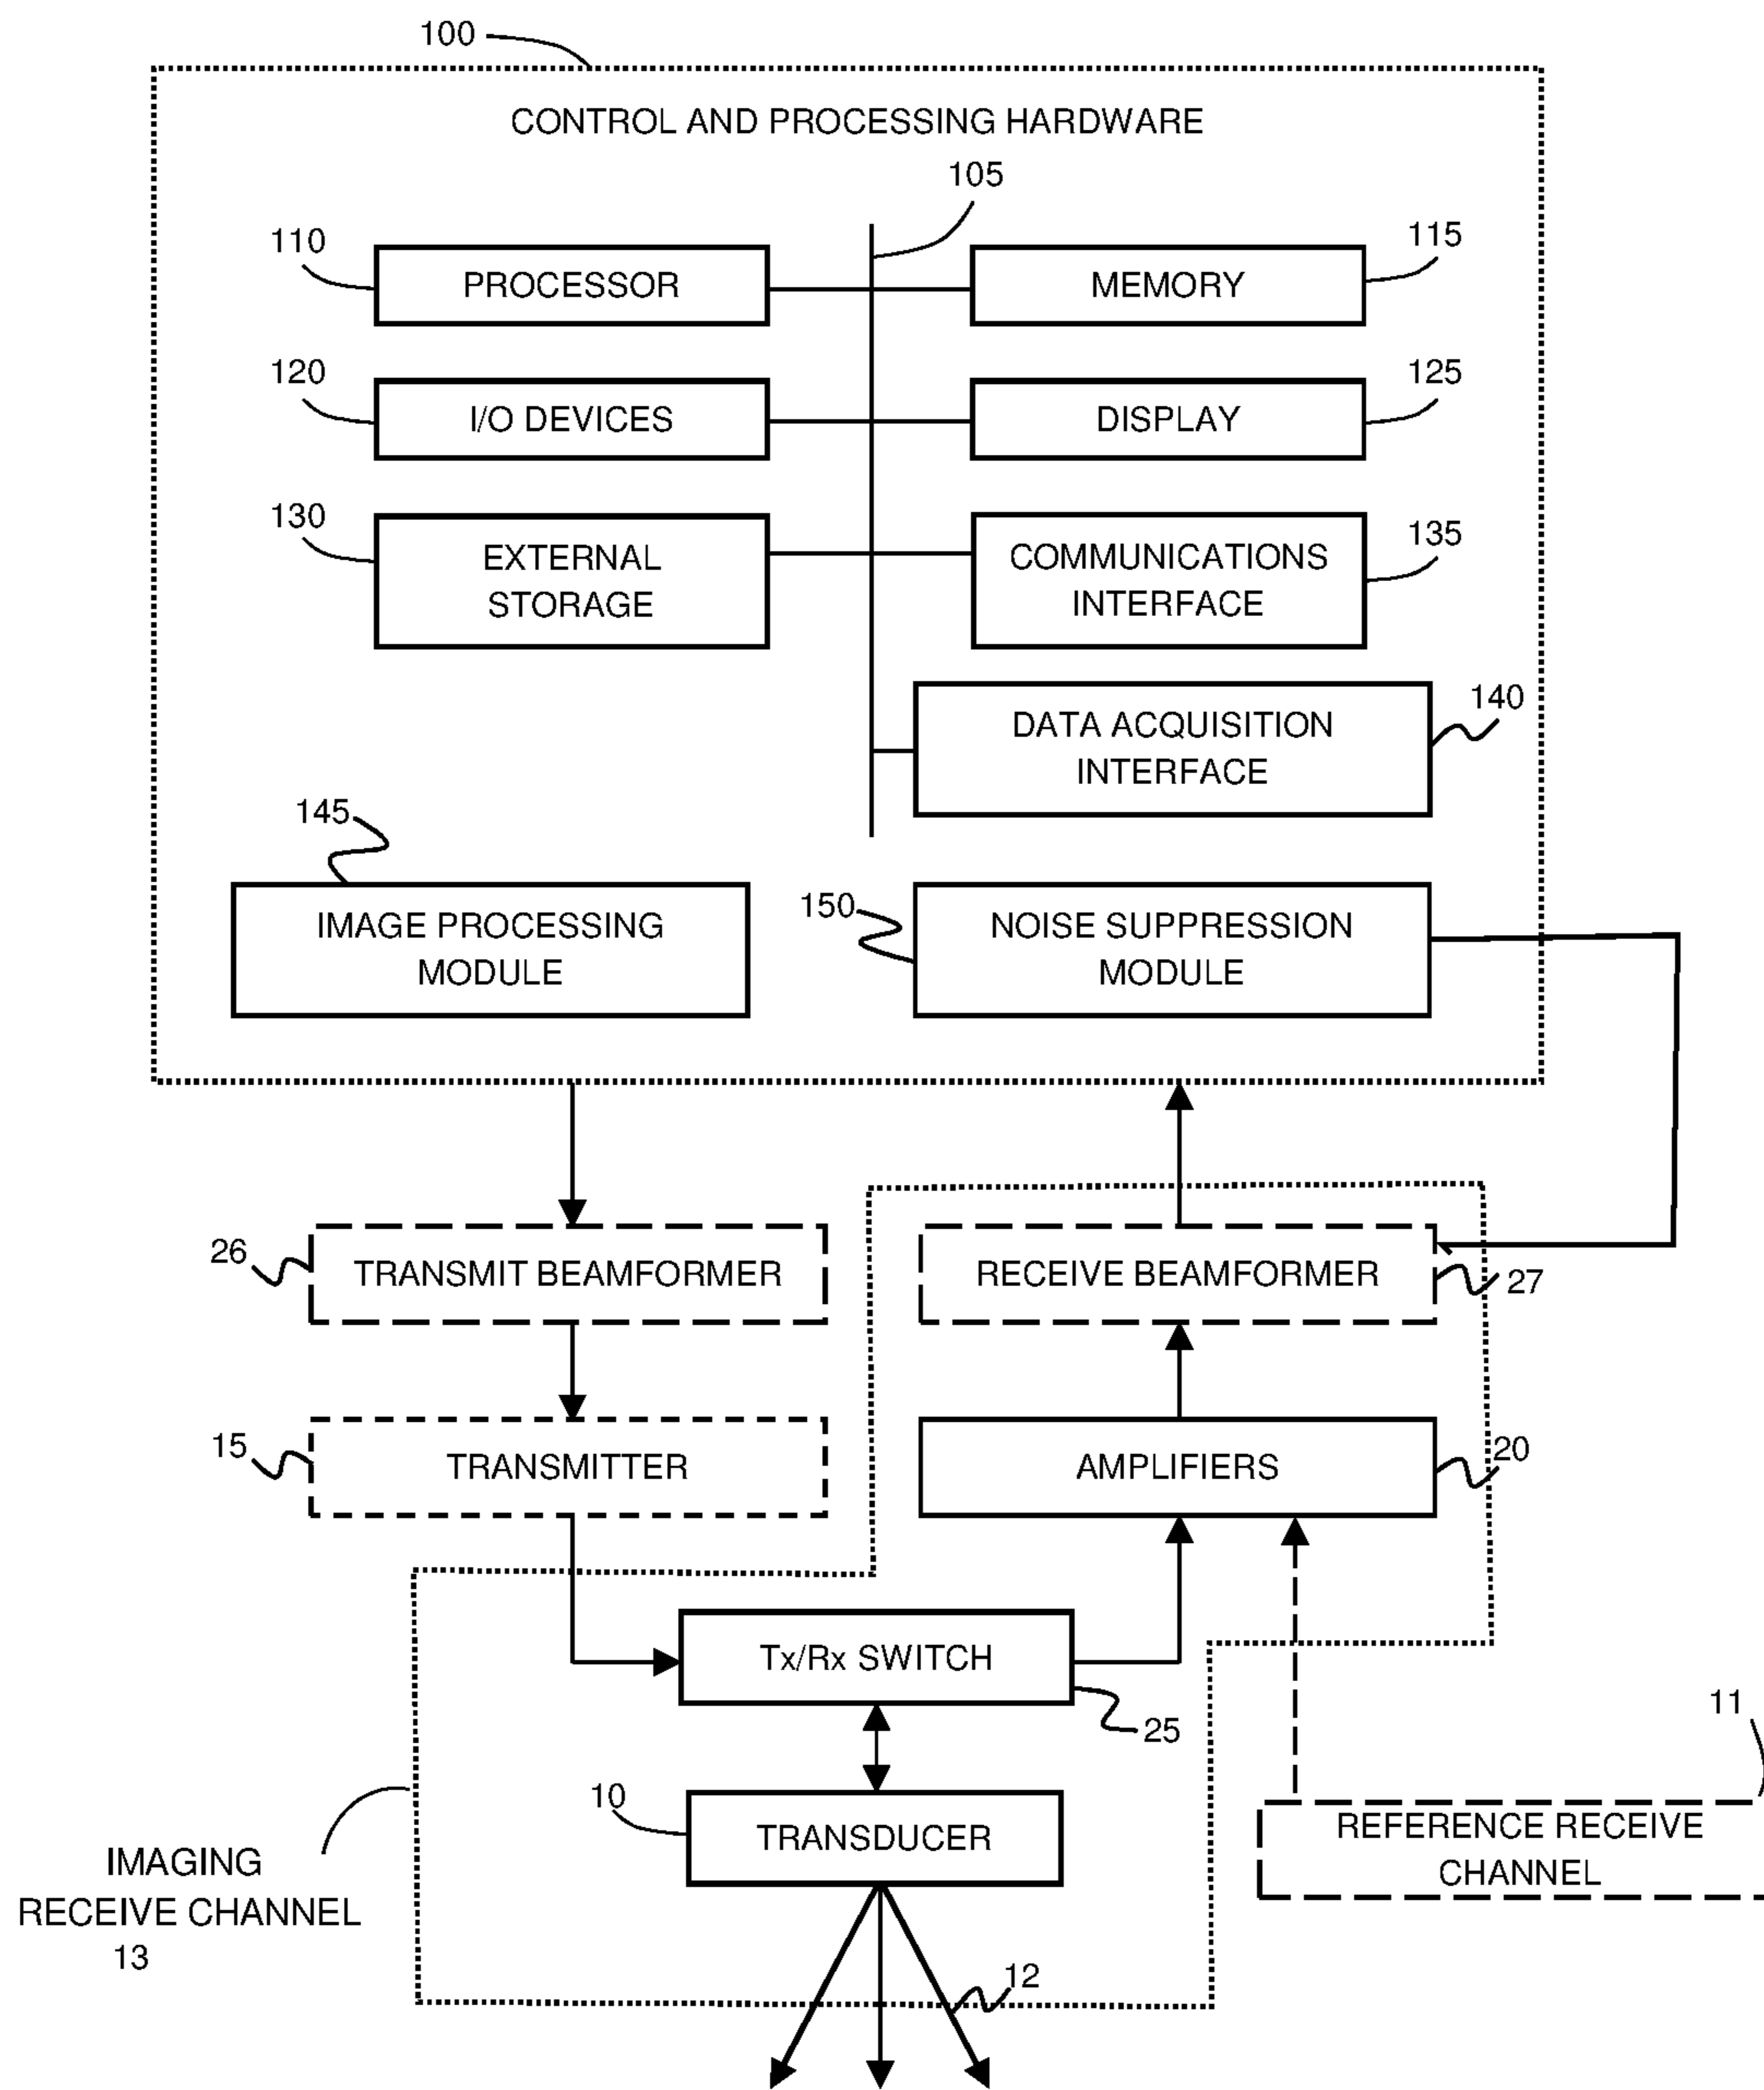 100
CONTROL AND PROCESSING HARDWARE
105
110
PROCESSOR
MEMORY
115
120
I/O DEVICES
DISPLAY
125
130
EXTERNAL
STORAGE
COMMUNICATIONS
INTERFACE
135
DATA ACQUISITION
INTERFACE
140
145
IMAGE PROCESSING
MODULE
150
NOISE SUPPRESSION
MODULE
26
TRANSMIT BEAMFORMER
RECEIVE BEAMFORMER
27
15
TRANSMITTER
AMPLIFIERS
20
Tx/Rx SWITCH
25
11
10
TRANSDUCER
REFERENCE RECEIVE
CHANNEL
IMAGING
RECEIVE CHANNEL
13
12